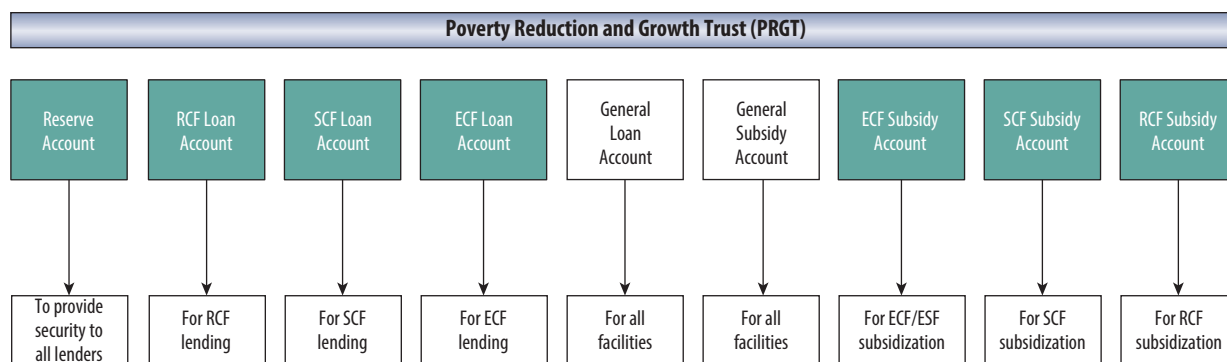 Poverty Reduction and Growth Trust (PRGT)
Reserve
Account
RCF Loan
Account
SCF Loan
Account
ECF Loan
Account
General
Loan
Account
General
Subsidy
Account
ECF Subsidy
Account
SCF Subsidy
Account
RCF Subsidy
Account
To provide
security to
all lenders
For RCF
lending
For SCF
lending
For ECF
lending
For all
facilities
For all
facilities
For ECF/ESF
subsidization
For SCF
subsidization
For RCF
subsidization